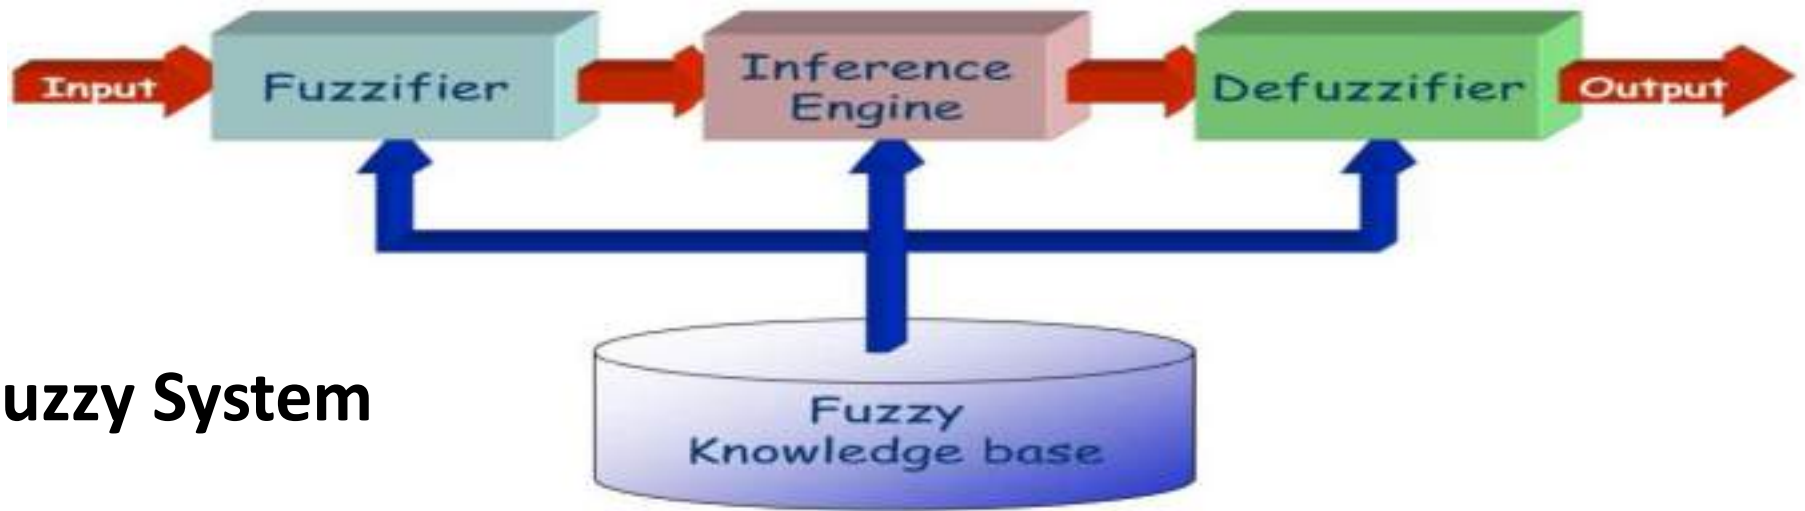 Input
Fuzzifier
Inference
Engine
Defuzzifier
Output
uzzy System
Fuzzy
Knowledge base